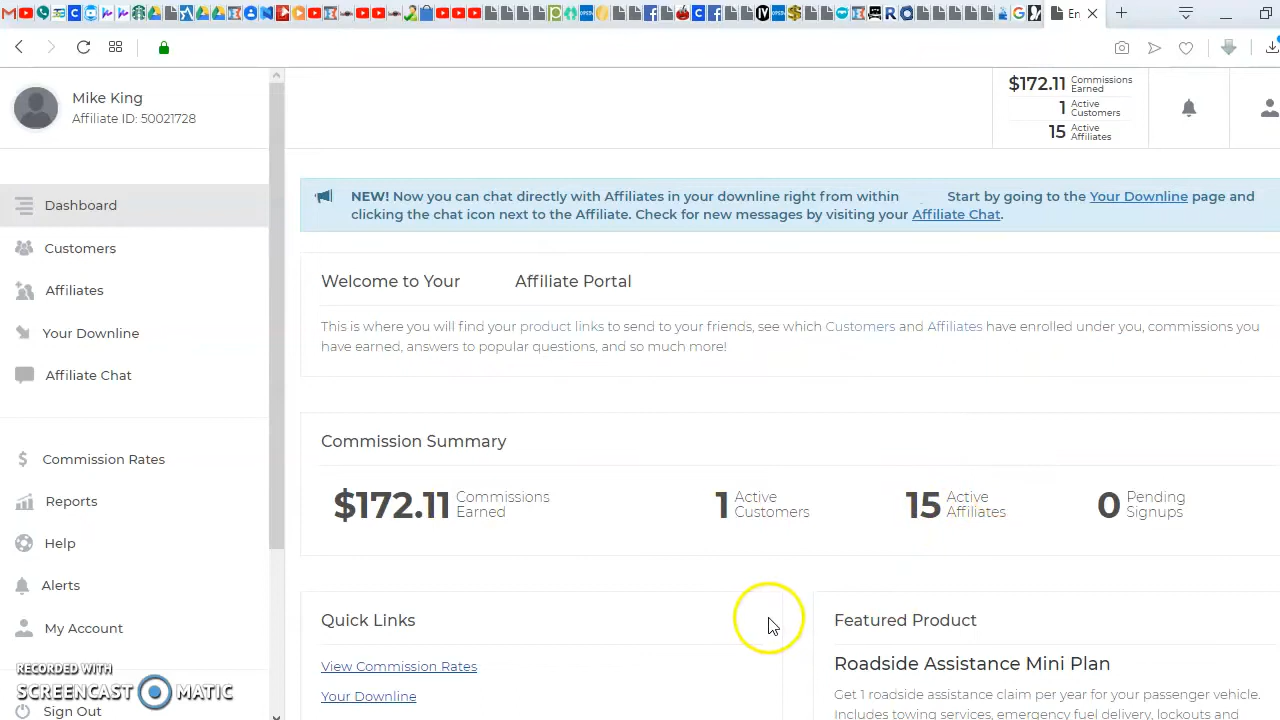 En
Mike King
Affiliate ID: 50021728
$172.11 Commissions Earned
1 Active Customers
15 Active Affiliates
Dashboard
Customers
Affiliates
Your Downline
Affiliate Chat
Commission Rates
Reports
Help
Alerts
My Account
Sign Out
NEW! Now you can chat directly with Affiliates in your downline right from within Start by going to the Your Downline page and
clicking the chat icon next to the Affiliate. Check for new messages by visiting your Affiliate Chat.
Welcome to Your Affiliate Portal
This is where you will find your product links to send to your friends, see which Customers and Affiliates have enrolled under you, commissions you
have earned, answers to popular questions, and so much more!
Commission Summary
$172.11 Commissions Earned
1 Active Customers
15 Active Affiliates
0 Pending Signups
Quick Links
View Commission Rates
Your Downline
Featured Product
Roadside Assistance Mini Plan
Get 1 roadside assistance claim per year for your passenger vehicle.
Includes towing services, emergency fuel delivery, lockouts and
RECORDED WITH
SCREENCAST MATIC